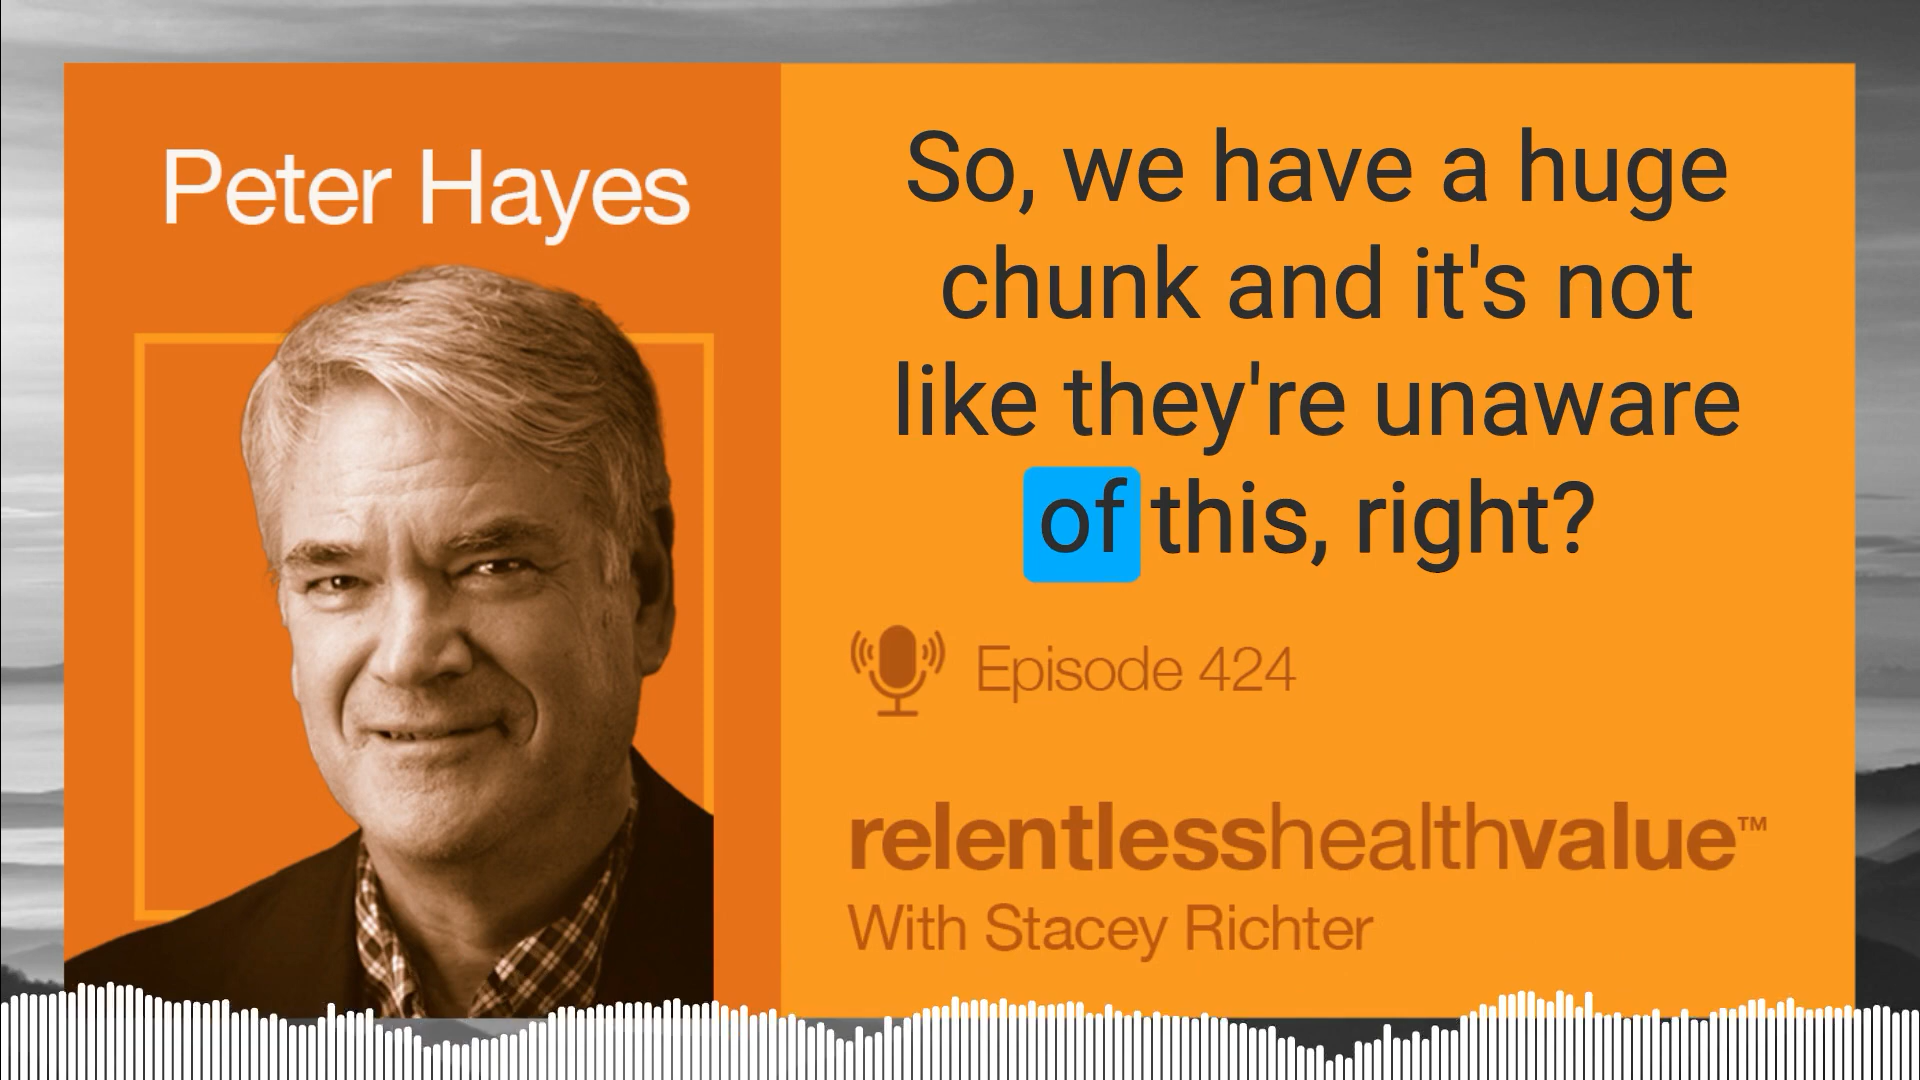 Peter Hayes
So, we have a huge
chunk and it's not
like they're unaware
of this, right?
Episode 424
relentlesshealthvalue™
With Stacey Richter